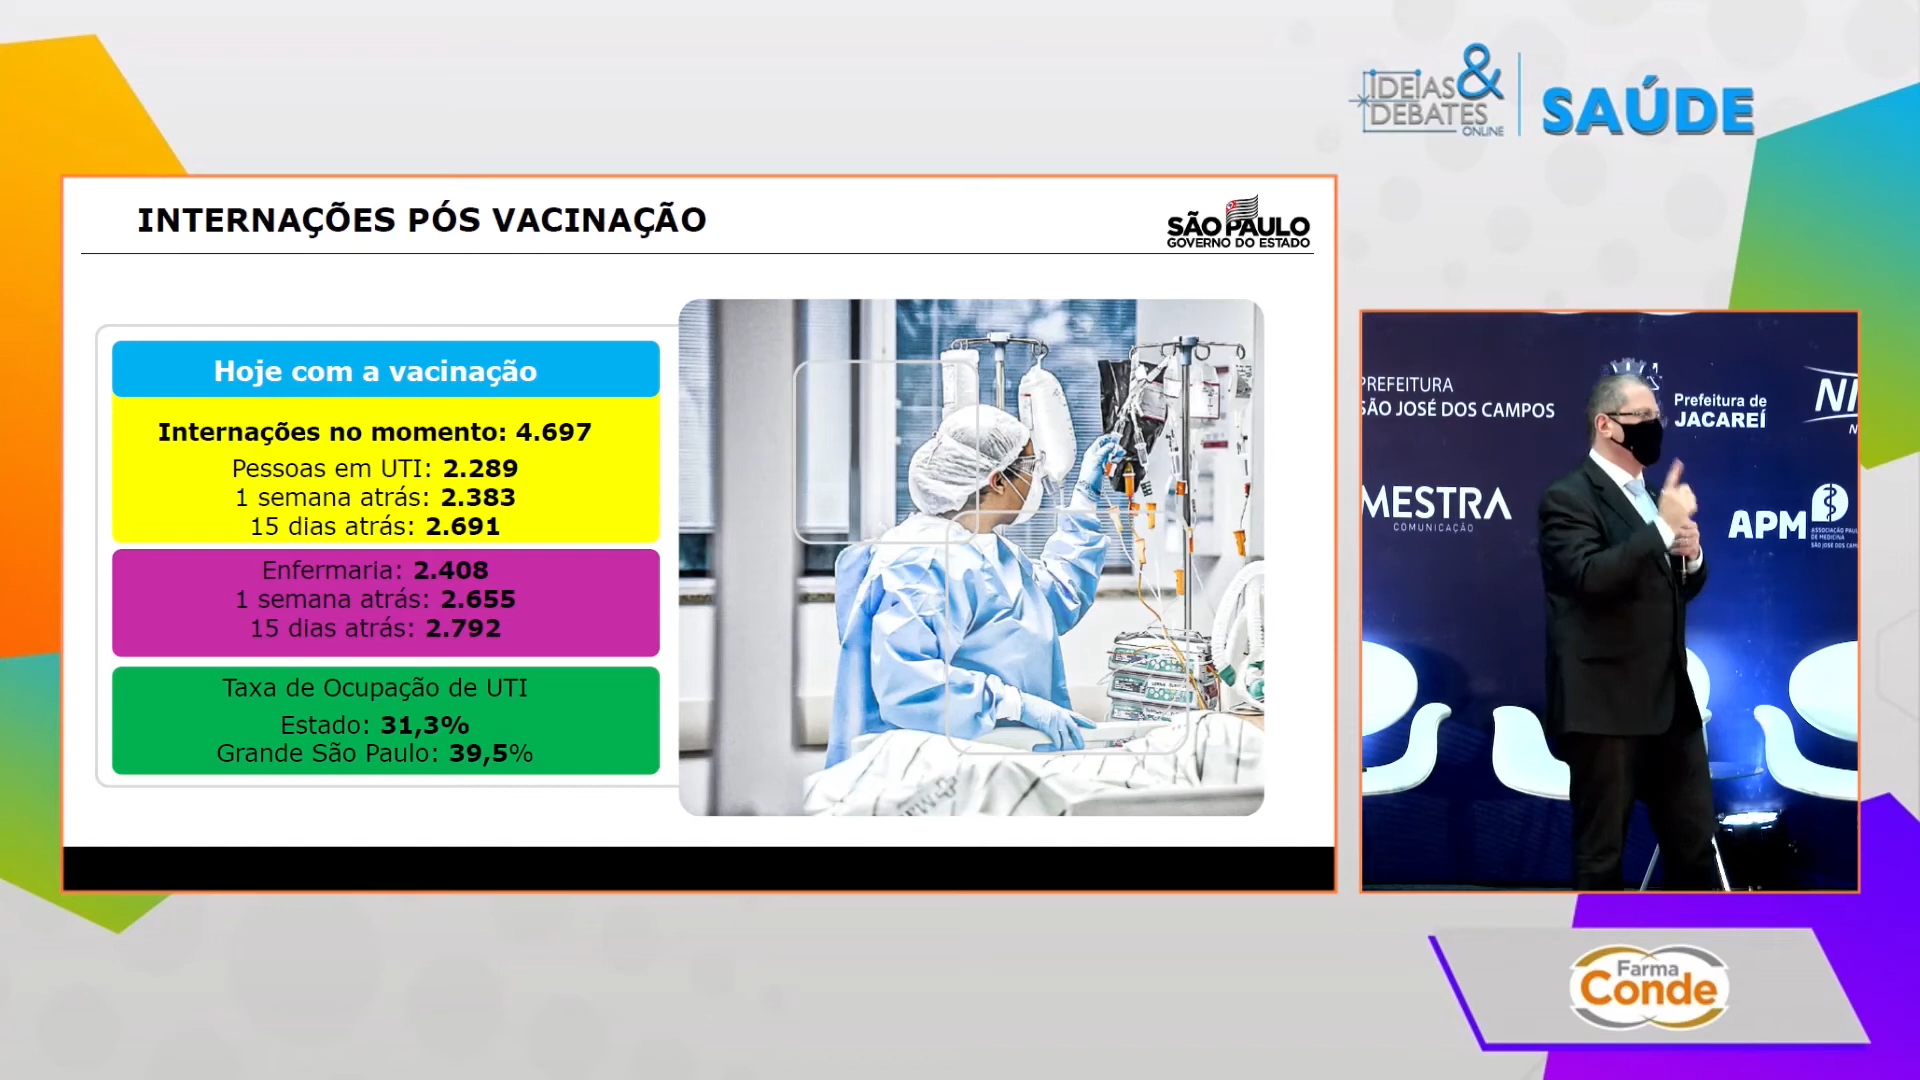 IDEIAS &
DEBATES
ONLINE
SAÚDE
INTERNAÇÕES PÓS VACINAÇÃO
SÃO PAULO
GOVERNO DO ESTADO
Hoje com a vacinação
Internações no momento: 4.697
Pessoas em UTI: 2.289
1 semana atrás: 2.383
15 dias atrás: 2.691
Enfermaria: 2.408
1 semana atrás: 2.655
15 dias atrás: 2.792
Taxa de Ocupação de UTI
Estado: 31,3%
Grande São Paulo: 39,5%
PREFEITURA
SÃO JOSÉ DOS CAMPOS
Prefeitura de
JACAREÍ
MESTRA
COMUNICAÇÃO
APM
Farma
Conde